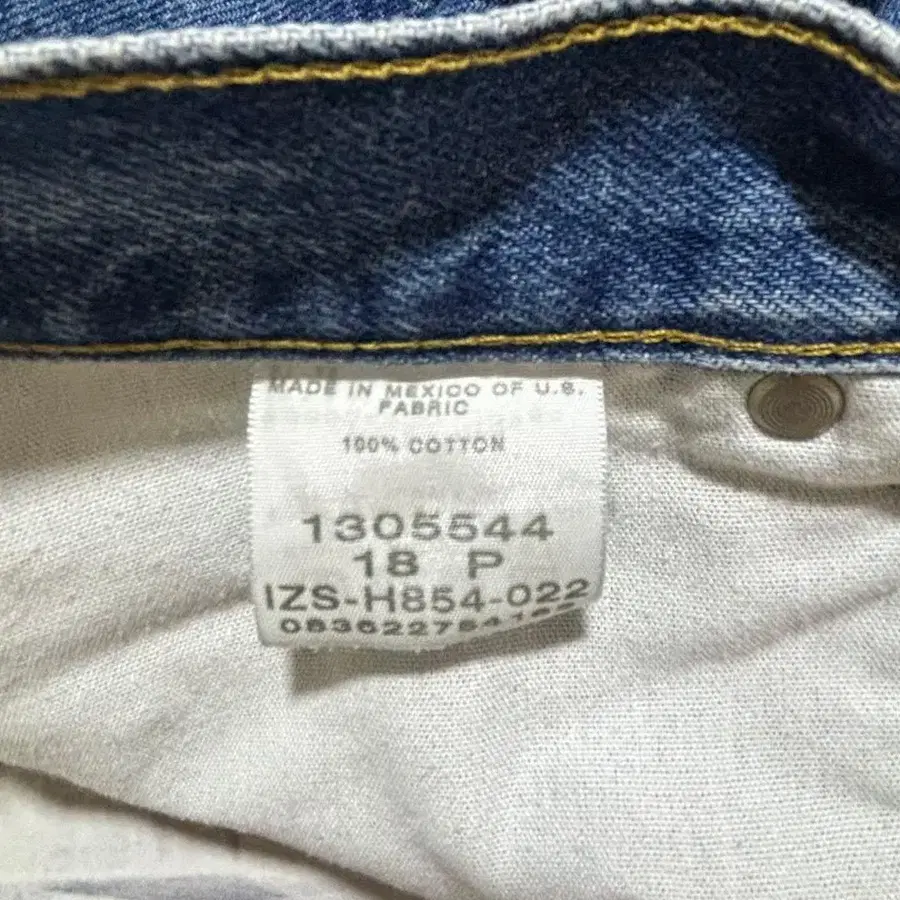 MADE IN MEXICO OF U.S.
FABRIC
100% COTTON
1305544
18 P
IZS-H854-022